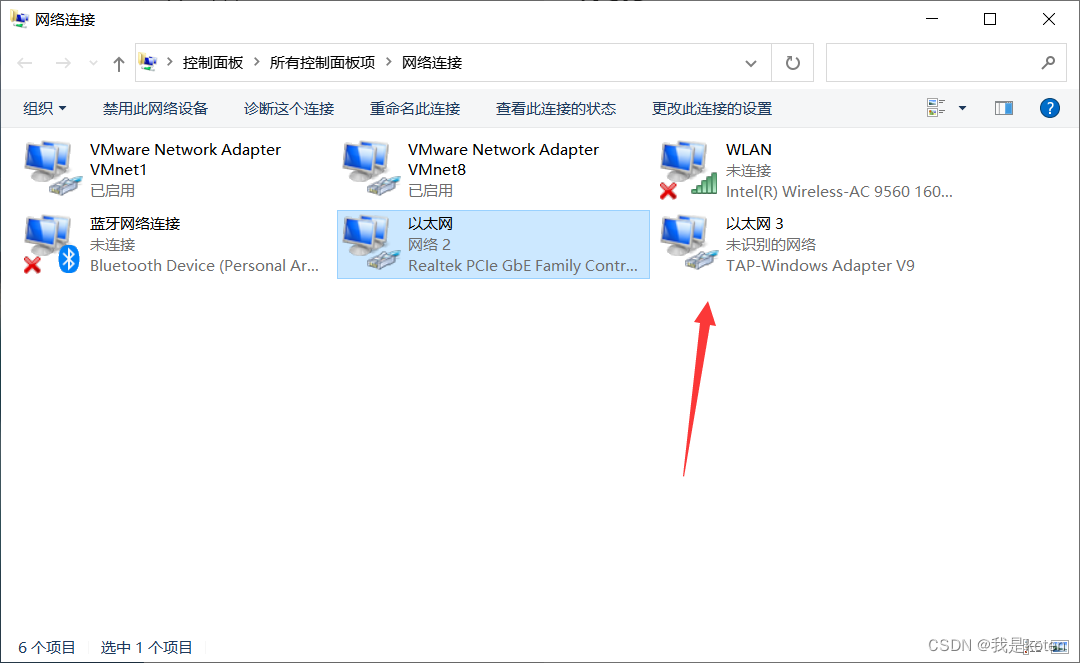 网络连接
控制面板 > 所有控制面板项 > 网络连接
组织 禁用此网络设备 诊断这个连接 重命名此连接 查看此连接的状态 更改此连接的设置
VMware Network Adapter
VMnet1
已启用
VMware Network Adapter
VMnet8
已启用
WLAN
未连接
Intel(R) Wireless-AC 9560 160...
蓝牙网络连接
未连接
Bluetooth Device (Personal Ar...
以太网
网络 2
Realtek PCIe GbE Family Contr...
以太网 3
未识别的网络
TAP-Windows Adapter V9
6 个项目 选中 1 个项目
CSDN @我是